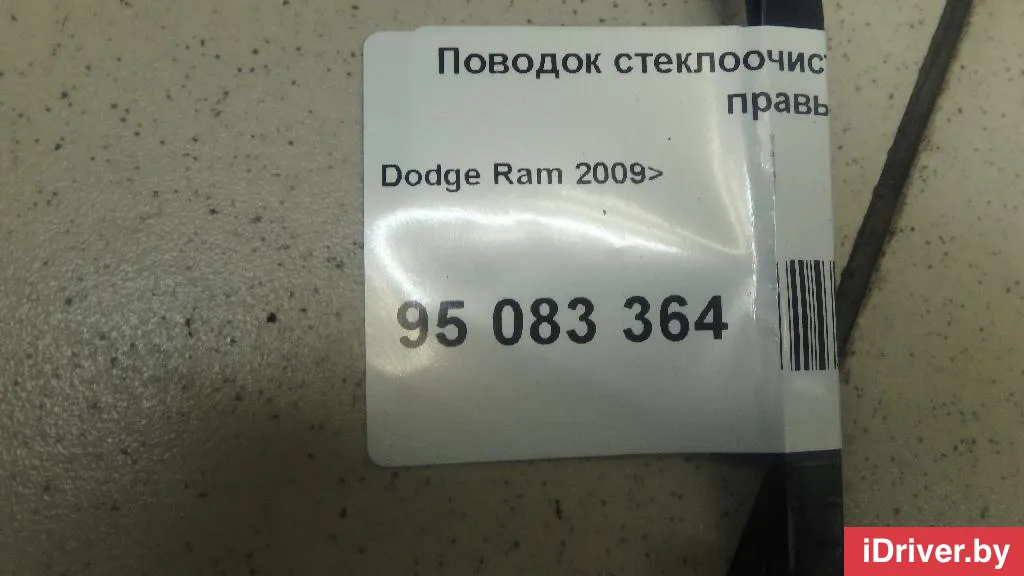 Поводок стеклоочис
правы
Dodge Ram 2009>
95 083 364
iDriver.by